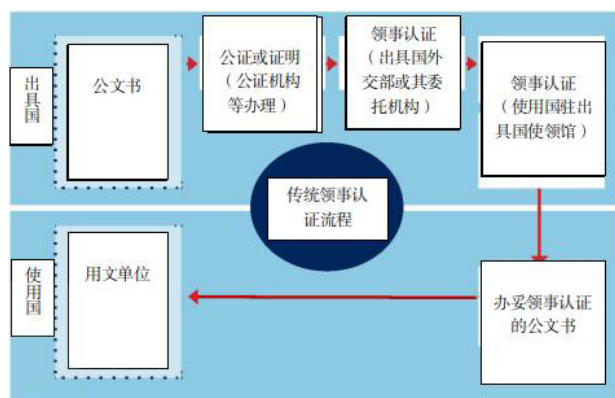 出具国
公文书
公证或证明
（公证机构
等办理）
领事认证
（出具国外
交部或其委
托机构）
领事认证
（使用国驻出
具国使领馆）
传统领事认
证流程
使用国
用文单位
办妥领事认证
的公文书